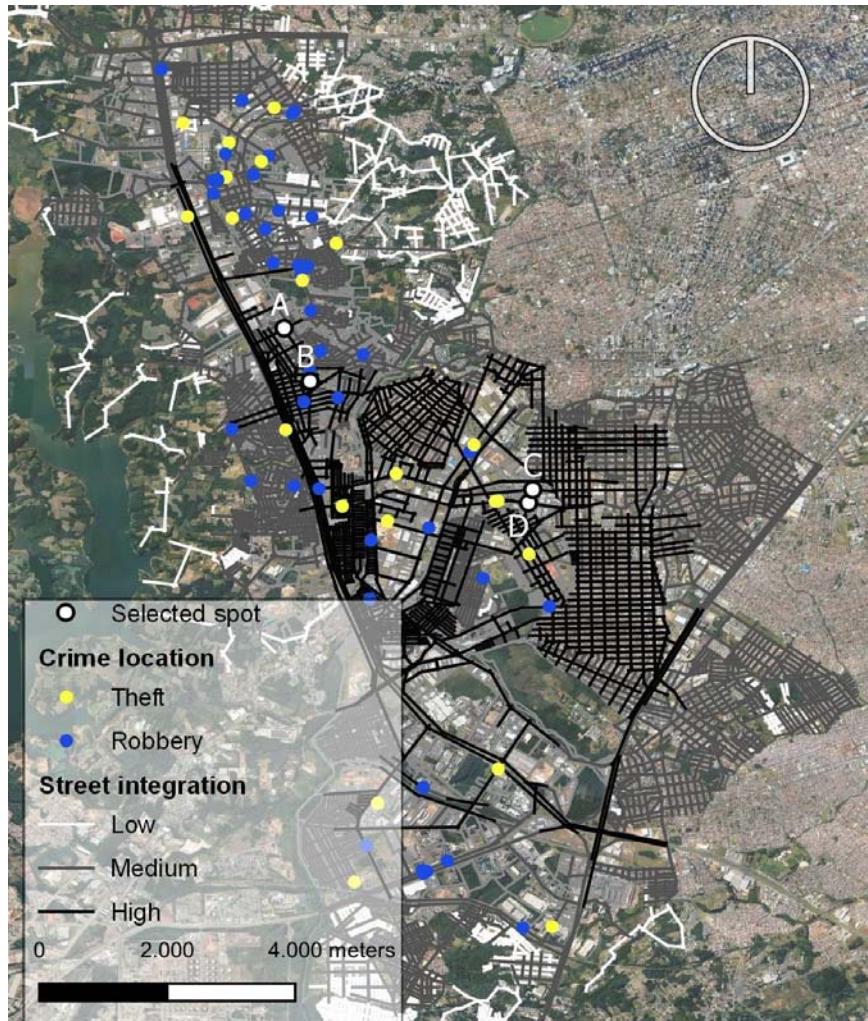 A
B
C
D
Selected spot
Crime location
Theft
Robbery
Street integration
Low
Medium
High
0 2.000 4.000 meters